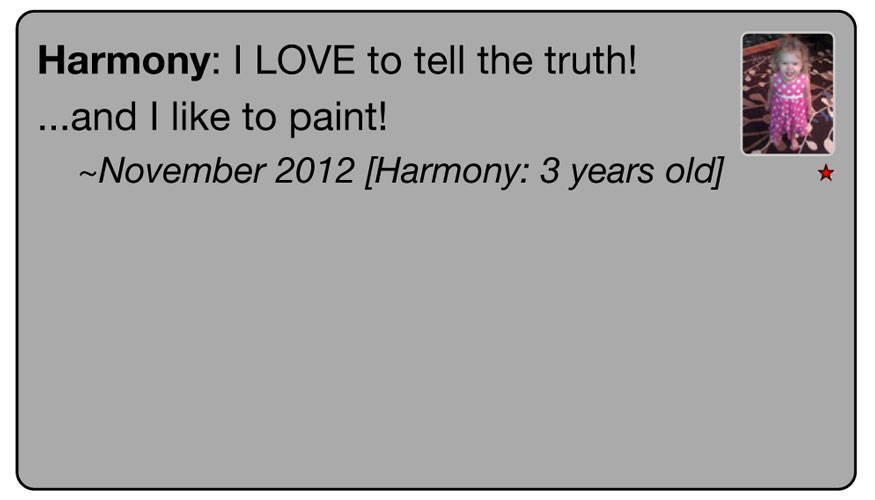 Harmony: I LOVE to tell the truth!
...and I like to paint!
~November 2012 [Harmony: 3 years old]